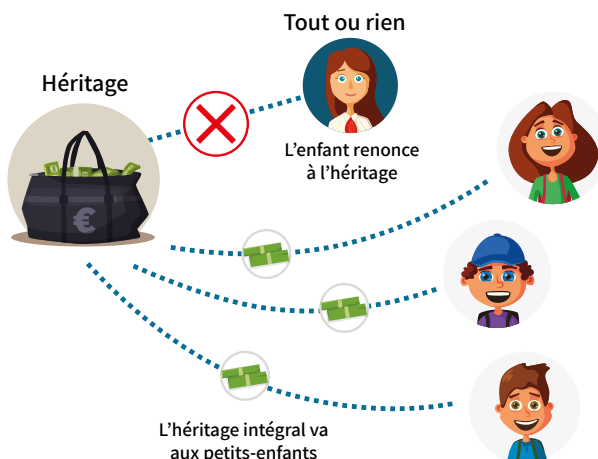 Tout ou rien
Héritage
L'enfant renonce
à l'héritage
€
L'héritage intégral va
aux petits-enfants